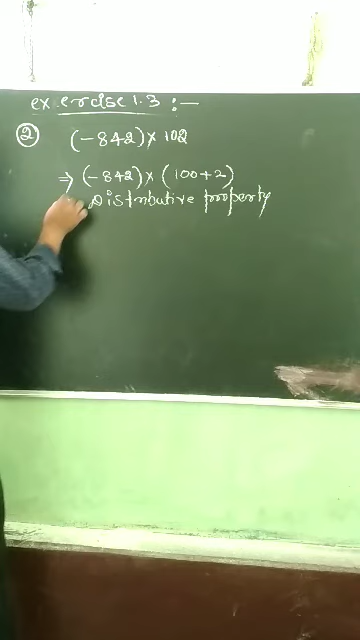 exercise 1.3 :-
② (-842) × 102
⇒ (-842) × (100+2)
Distributive property